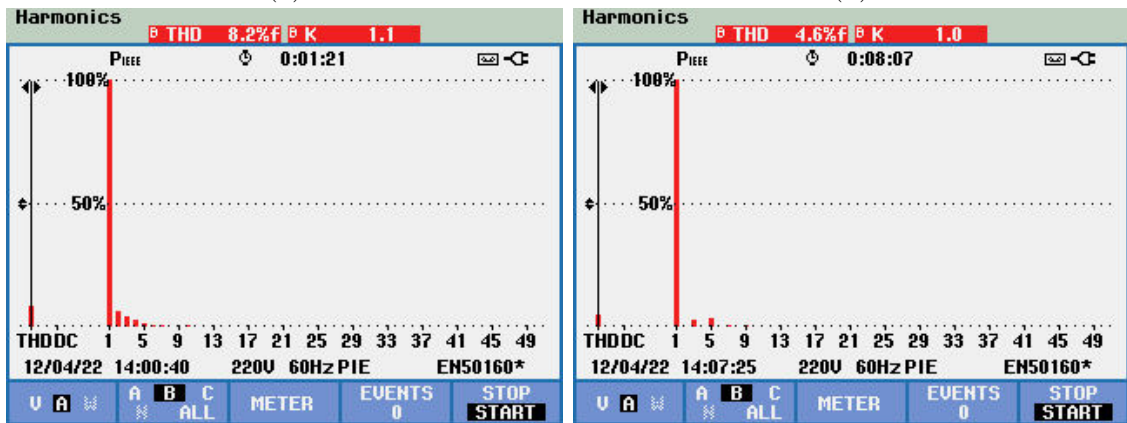 Harmonics
B THD 8.2%f B K 1.1
PIEEE 0:01:21
100%
50%
THD DC 1 5 9 13 17 21 25 29 33 37 41 45 49
12/04/22 14:00:40 220V 60Hz PIE EN50160*
V A W A B C N ALL METER EVENTS 0 STOP START
Harmonics
B THD 4.6%f B K 1.0
PIEEE 0:08:07
100%
50%
THD DC 1 5 9 13 17 21 25 29 33 37 41 45 49
12/04/22 14:07:25 220V 60Hz PIE EN50160*
V A W A B C N ALL METER EVENTS 0 STOP START